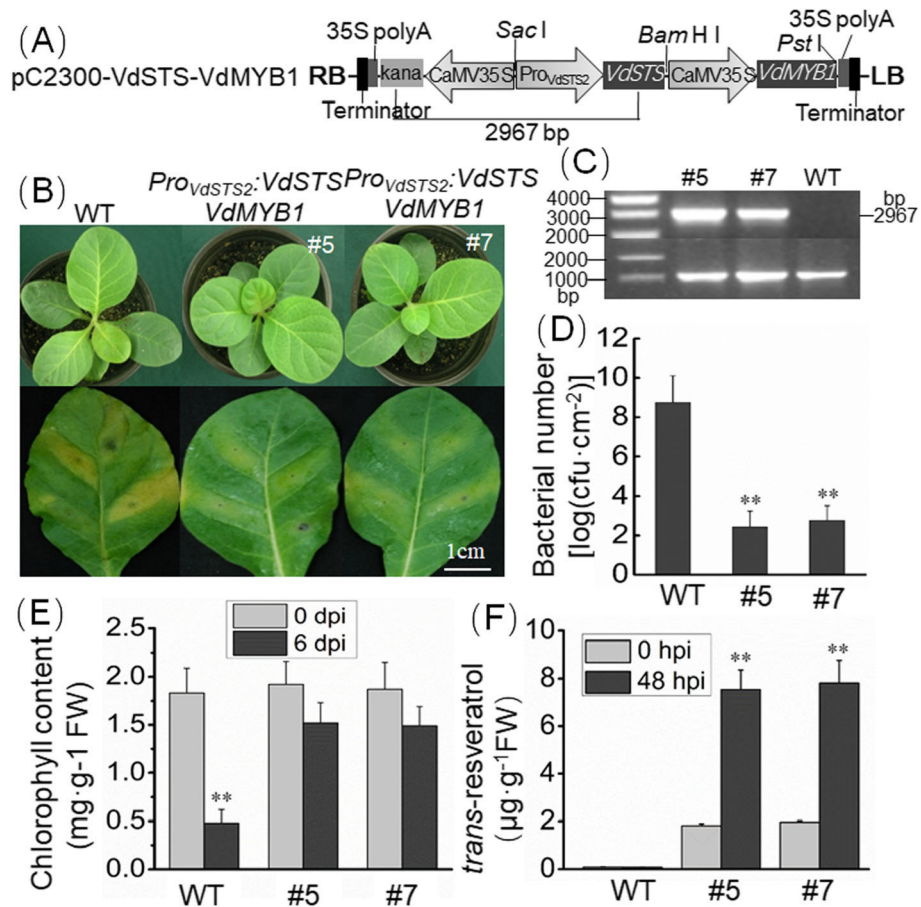 (A)
35S polyA
Sac I
Bam H I
35S polyA
Pst I
pC2300-VdSTS-VdMYB1
RB
kana
CaMV35 S
ProVdSTS2
VdSTS
CaMV35 S
VdMYB1
LB
Terminator
Terminator
2967 bp
(B)
WT
ProVdSTS2:VdSTS
VdMYB1
ProVdSTS2:VdSTS
VdMYB1
#5
#7
1cm
(C)
#5 #7 WT
4000
3000
2000
2000
1000
bp
bp
2967
(D)
Bacterial number
[log(cfu·cm-2)]
12
10
8
6
4
2
0
**
**
WT #5 #7
(E)
Chlorophyll content
(mg·g-1 FW)
2.5
2.0
1.5
1.0
0.5
0.0
0 dpi
6 dpi
**
WT #5 #7
(F)
trans-resveratrol
(μg·g-1FW)
10
8
6
4
2
0
0 hpi
48 hpi
**
**
WT #5 #7